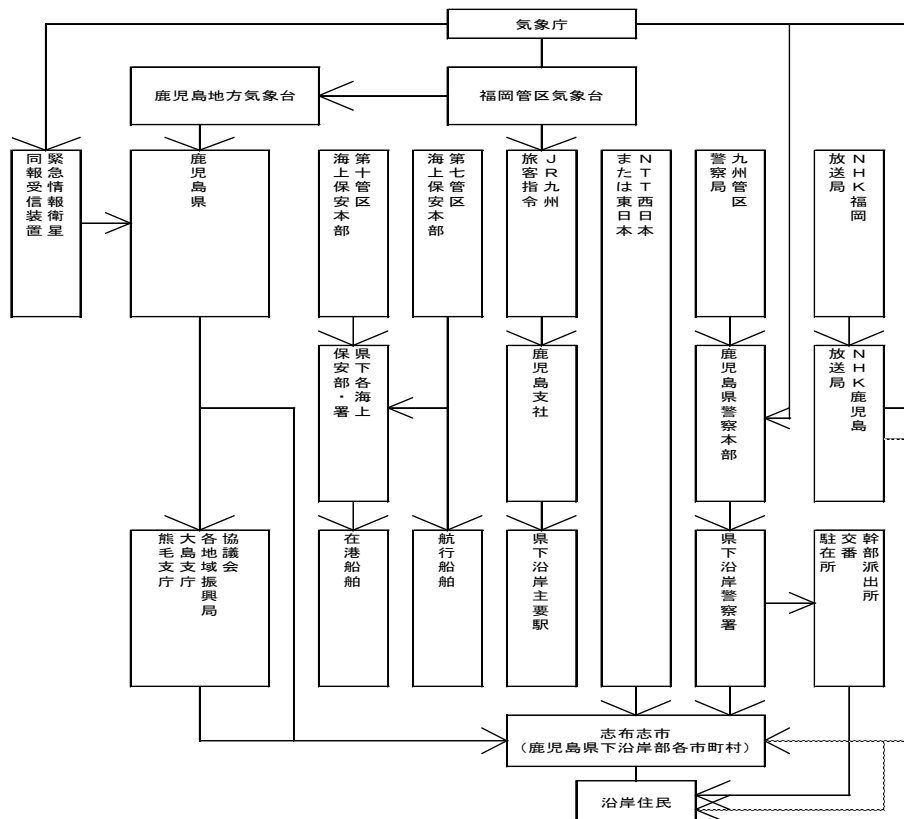 気象庁
鹿児島地方気象台
福岡管区気象台
緊急情報衛星
同報受信装置
鹿児島県
第十管区
海上保安本部
第七管区
海上保安本部
JR九州
旅客指令
NTT西日本
または東日本
九州管区
警察局
NHK福岡
放送局
県下各海上
保安部・署
鹿児島支社
鹿児島県警察本部
NHK鹿児島
放送局
協議会
各地域振興局
大島支庁
熊毛支庁
在港船舶
航行船舶
県下沿岸主要駅
県下沿岸警察署
幹部派出所
交番
駐在所
志布志市
(鹿児島県下沿岸部各市町村)
沿岸住民